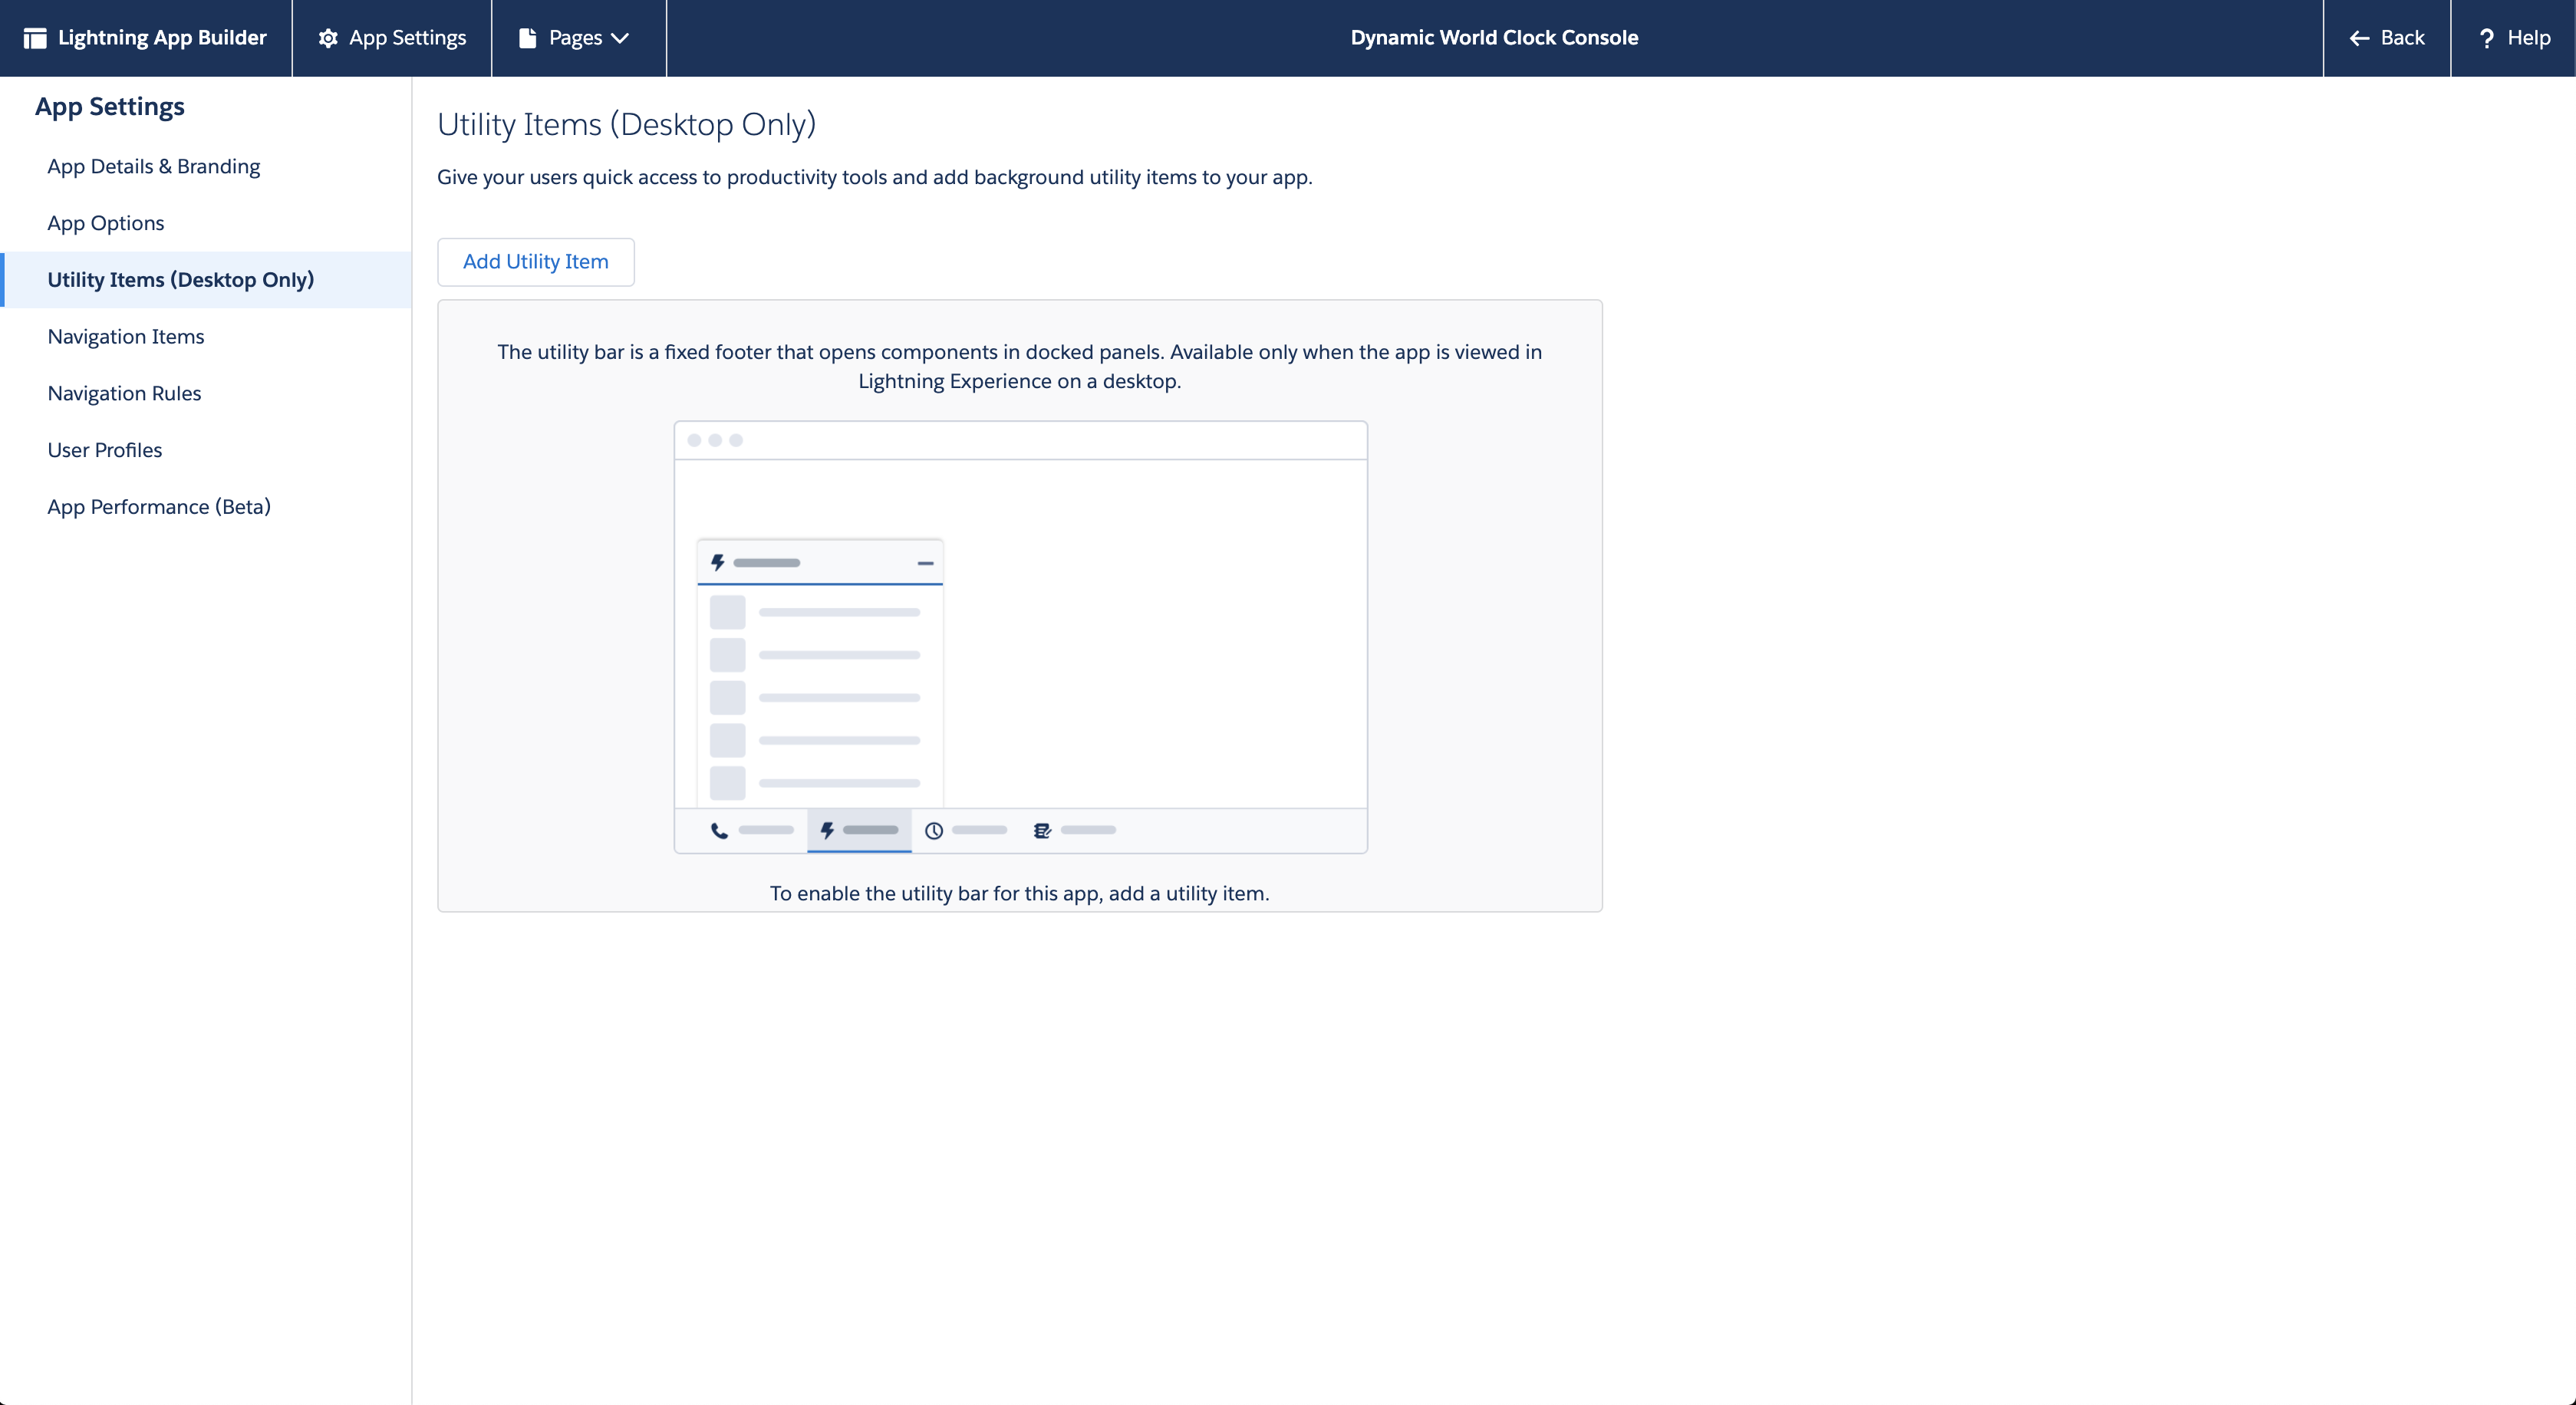 Lightning App Builder
App Settings
Pages
Dynamic World Clock Console
Back
? Help
App Settings
App Details & Branding
App Options
Utility Items (Desktop Only)
Navigation Items
Navigation Rules
User Profiles
App Performance (Beta)
Utility Items (Desktop Only)
Give your users quick access to productivity tools and add background utility items to your app.
Add Utility Item
The utility bar is a fixed footer that opens components in docked panels. Available only when the app is viewed in
Lightning Experience on a desktop.
To enable the utility bar for this app, add a utility item.